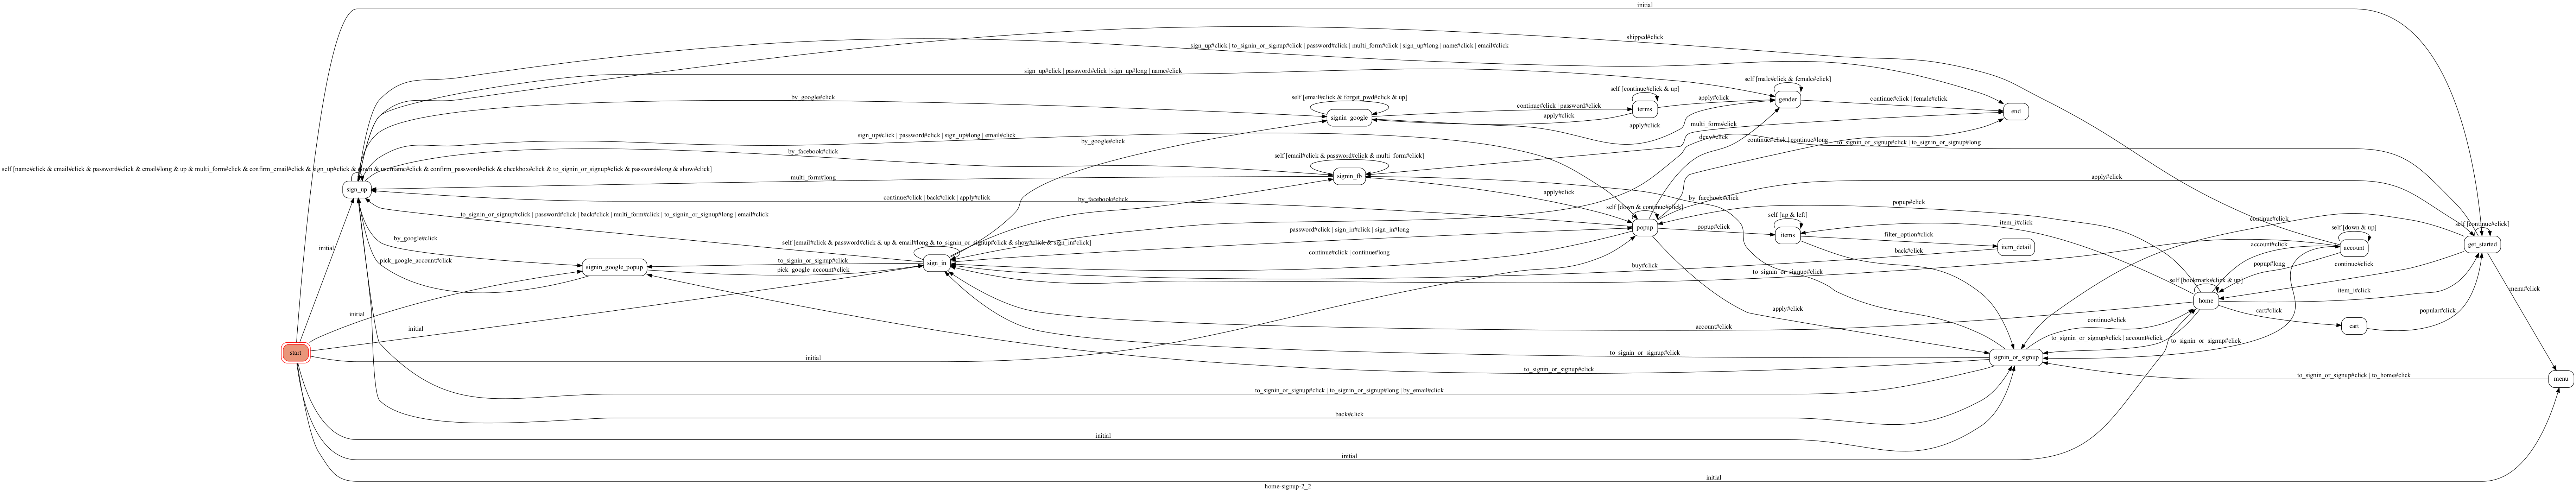 initial
shipped#click
sign_up#click | to_signin_or_signup#click | password#click | multi_form#click | sign_up#long | name#click | email#click
sign_up#click | password#click | sign_up#long | name#click
self [male#click & female#click]
by_google#click
self [email#click & forget_pwd#click & up]
self [continue#click & up]
apply#click
gender
continue#click | female#click
continue#click | password#click
terms
end
signin_google
apply#click
apply#click
multi_form#click
sign_up#click | password#click | sign_up#long | email#click
deny#click
continue#click | continue#long
by_google#click
to_signin_or_signup#click | to_signin_or_signup#long
by_facebook#click
self [email#click & password#click & multi_form#click]
self [name#click & email#click & password#click & email#long & up & multi_form#click & confirm_email#click & sign_up#click & down & username#click & confirm_password#click & checkbox#click & to_signin_or_signup#click & password#long & show#click]
multi_form#long
signin_fb
apply#click
sign_up
apply#click
continue#click | back#click | apply#click
by_facebook#click
by_facebook#click
popup#click
self [down & continue#click]
to_signin_or_signup#click | password#click | back#click | multi_form#click | to_signin_or_signup#long | email#click
self [up & left]
item_i#click
continue#click
self [continue#click]
password#click | sign_in#click | sign_in#long
popup
popup#click
items
filter_option#click
self [down & up]
by_google#click
self [email#click & password#click & up & email#long & to_signin_or_signup#click & show#click & sign_in#click]
account#click
account
get_started
initial
continue#click | continue#long
back#click
item_detail
pick_google_account#click
to_signin_or_signup#click
sign_in
buy#click
popup#long
continue#click
signin_google_popup
pick_google_account#click
to_signin_or_signup#click
self [bookmark#click & up]
item_i#click
menu#click
home
initial
apply#click
cart#click
popular#click
initial
account#click
continue#click
cart
start
to_signin_or_signup#click
to_signin_or_signup#click | account#click
to_signin_or_signup#click
initial
signin_or_signup
to_signin_or_signup#click
to_signin_or_signup#click | to_home#click
menu
to_signin_or_signup#click | to_signin_or_signup#long | by_email#click
back#click
initial
initial
initial
home-signup-2_2